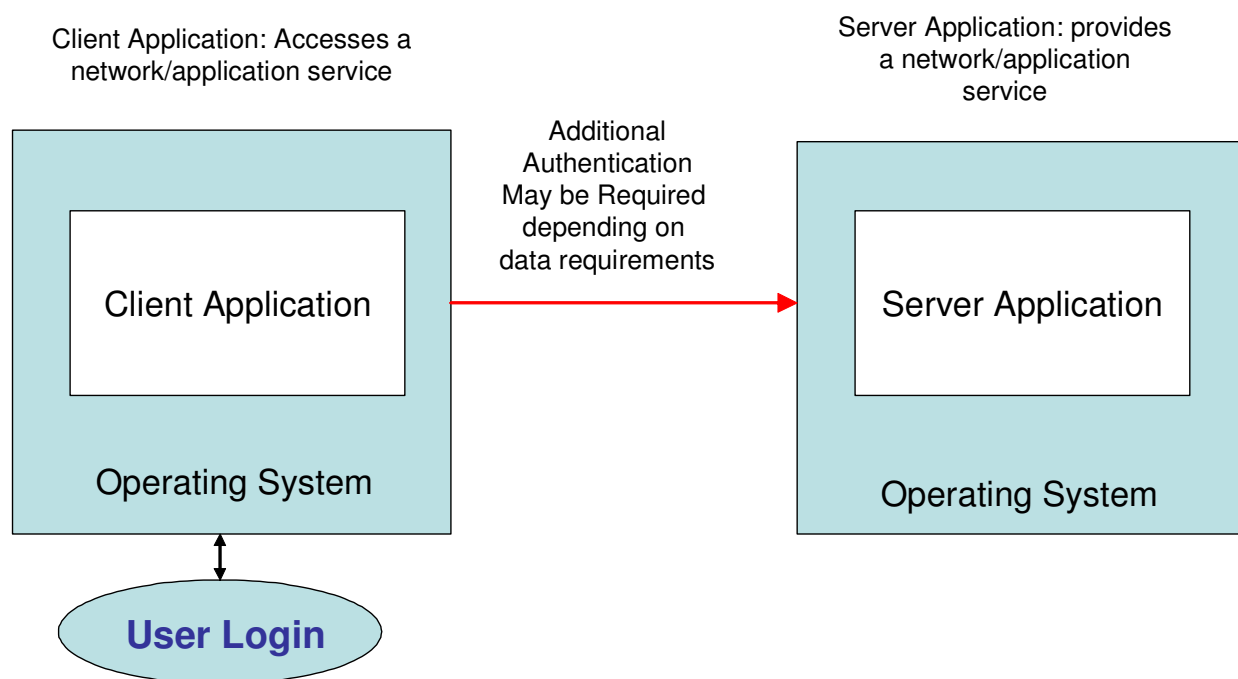 Client Application: Accesses a
network/application service
Server Application: provides
a network/application
service
Additional
Authentication
May be Required
depending on
data requirements
Client Application
Server Application
Operating System
Operating System
User Login